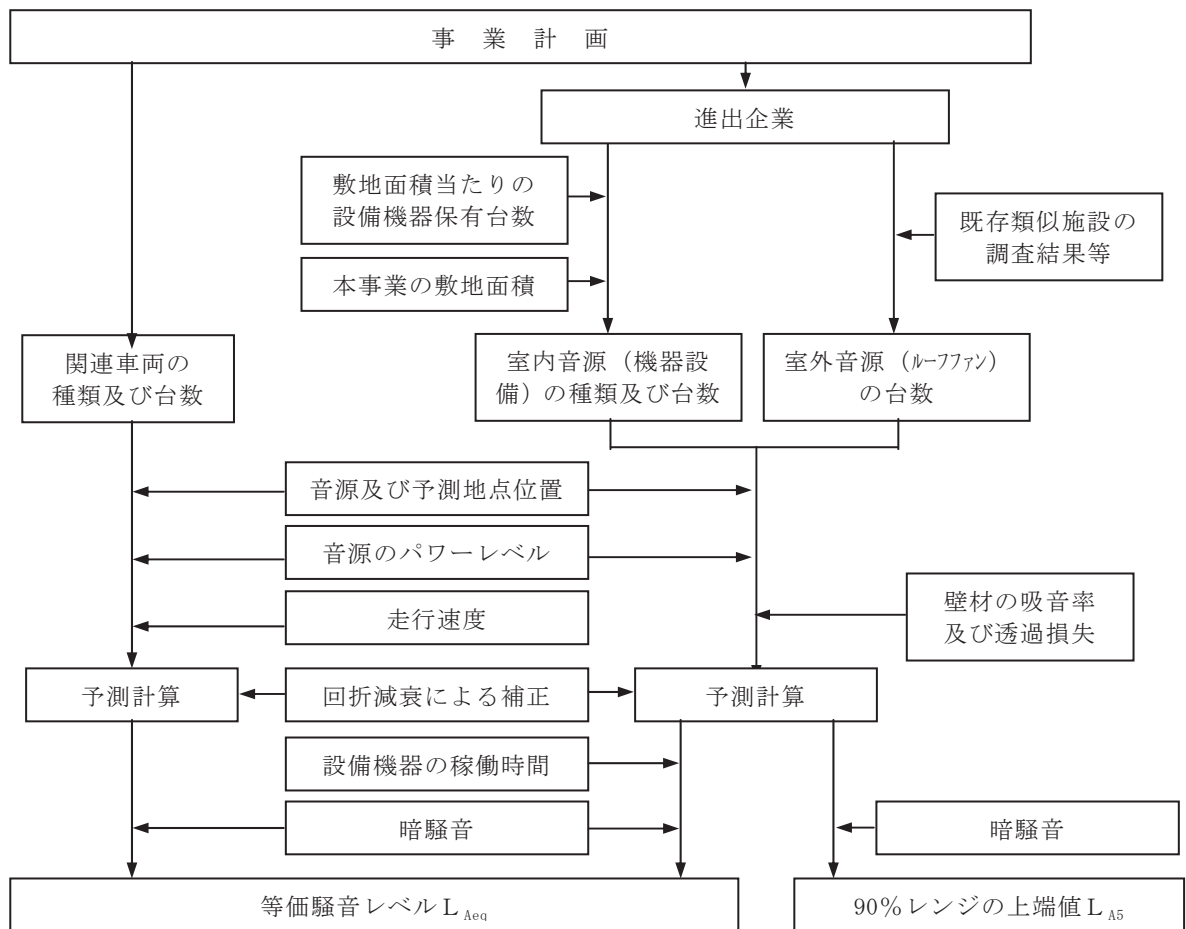 事 業 計 画
進出企業
敷地面積当たりの
設備機器保有台数
既存類似施設の
調査結果等
本事業の敷地面積
関連車両の
種類及び台数
室内音源（機器設
備）の種類及び台数
室外音源（ﾙｰﾌﾌｧﾝ）
の台数
音源及び予測地点位置
音源のパワーレベル
走行速度
壁材の吸音率
及び透過損失
予測計算
回折減衰による補正
予測計算
設備機器の稼働時間
暗騒音
暗騒音
等価騒音レベルＬAeq
90％レンジの上端値ＬA5